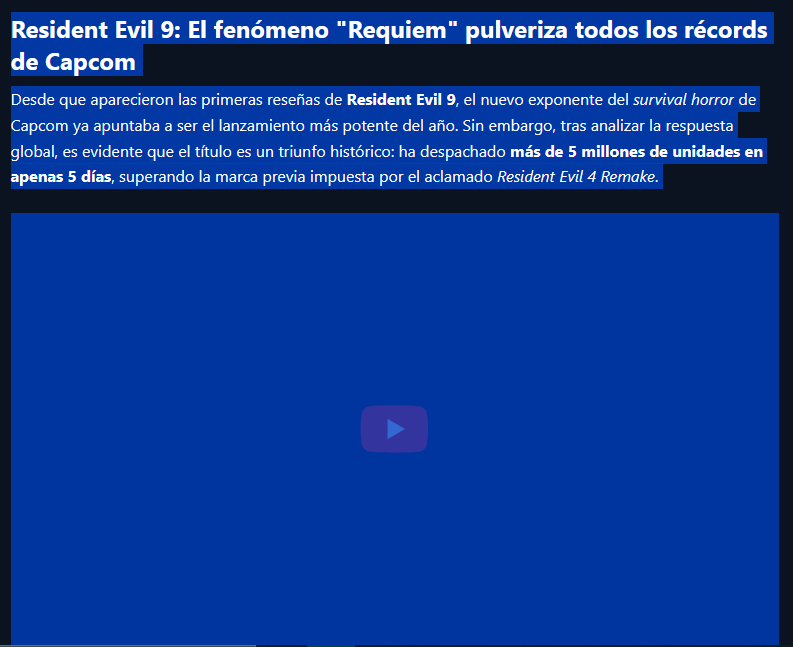 Resident Evil 9: El fenómeno "Requiem" pulveriza todos los récords
de Capcom
Desde que aparecieron las primeras reseñas de Resident Evil 9, el nuevo exponente del survival horror de
Capcom ya apuntaba a ser el lanzamiento más potente del año. Sin embargo, tras analizar la respuesta
global, es evidente que el título es un triunfo histórico: ha despachado más de 5 millones de unidades en
apenas 5 días, superando la marca previa impuesta por el aclamado Resident Evil 4 Remake.